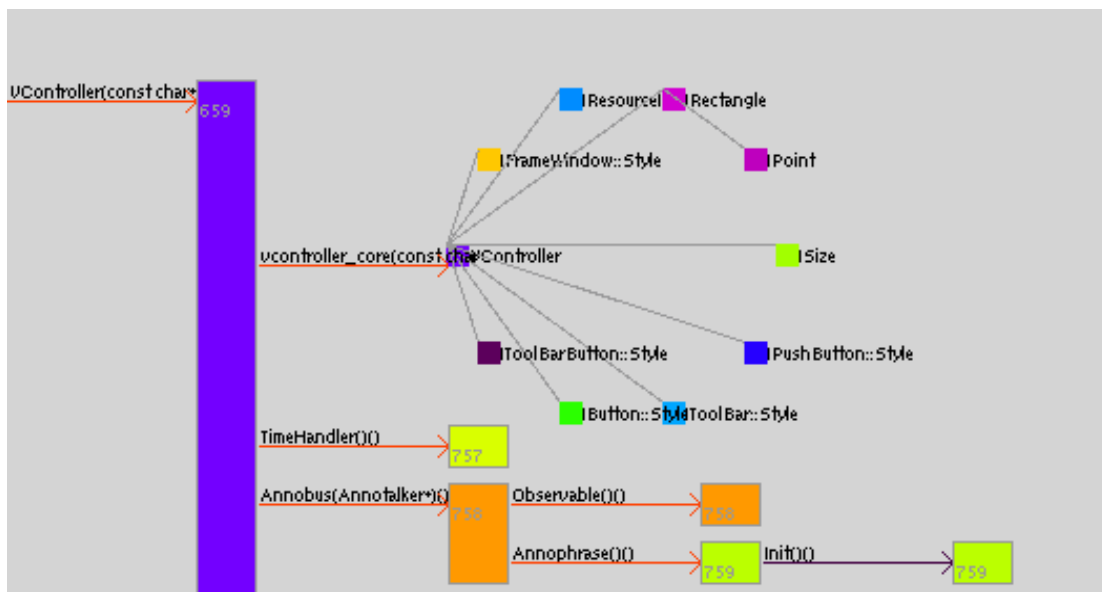 VController(const char*
659
IResourceI
IRectangle
IFrameWindow::Style
IPoint
vcontroller_core(const char
VController
ISize
IToolBarButton::Style
IPushButton::Style
IButton::Style
IToolBar::Style
TimeHandler()()
757
Annobus(Annotalker*)()
758
Observable()()
758
Annophrase()()
759
Init()()
759